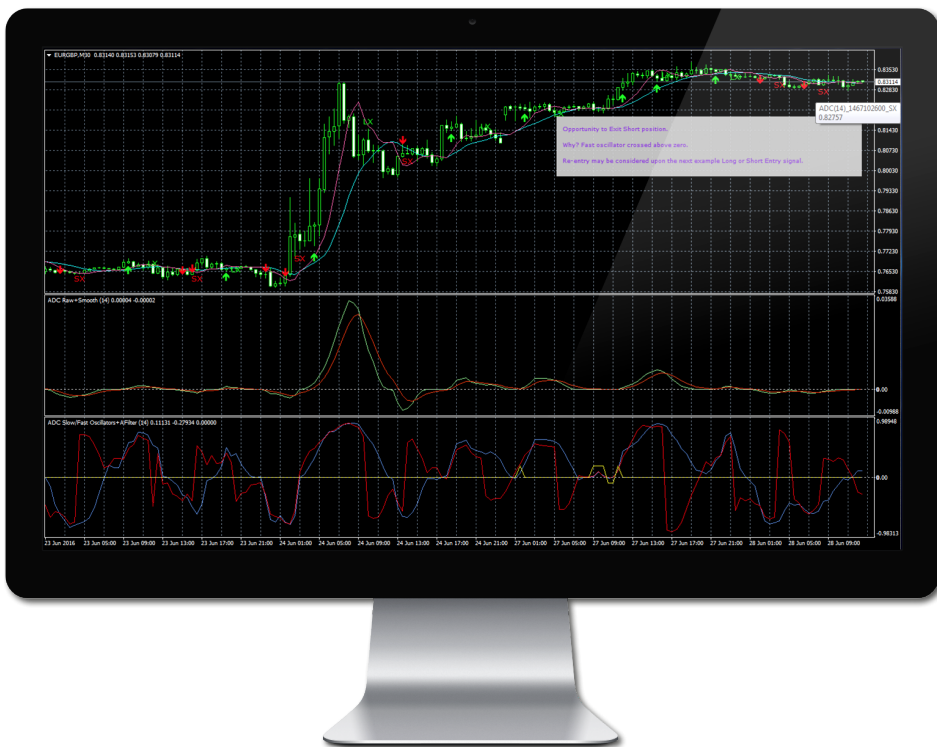 EURGBP,M30 0.83140 0.83153 0.83079 0.83114
0.83530
0.83114
0.82830
ADC(14)_1467102600_SX
0.82757
Opportunity to Exit Short position.
Why? Fast oscillator crossed above zero.
Re-entry may be considered upon the next example Long or Short Entry signal.
0.81430
0.80730
0.80030
0.79330
0.78630
0.77930
0.77230
0.76530
0.75830
LX
SX
LX
LX
SX
SX
LX
SX
SX
SX
ADC Raw+Smooth (14) 0.00004 -0.00002
0.03588
0.00
-0.00988
ADC Slow/Fast Oscillators+AFilter (14) 0.11131 -0.27934 0.00000
0.98948
0.00
-0.98313
23 Jun 2016 23 Jun 05:00 23 Jun 09:00 23 Jun 13:00 23 Jun 17:00 23 Jun 21:00 24 Jun 01:00 24 Jun 05:00 24 Jun 09:00 24 Jun 13:00 24 Jun 17:00 24 Jun 21:00 27 Jun 01:00 27 Jun 05:00 27 Jun 09:00 27 Jun 13:00 27 Jun 17:00 27 Jun 21:00 28 Jun 01:00 28 Jun 05:00 28 Jun 09:00